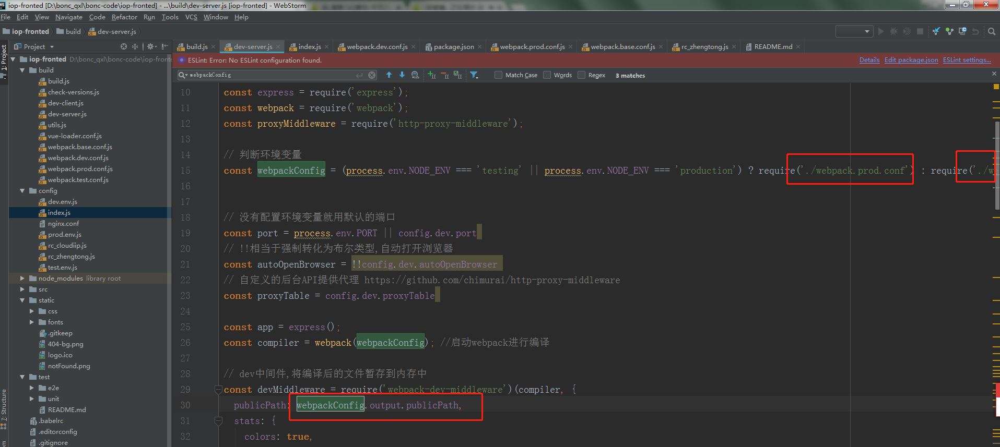 iop-fronted [D:\bonc_qxl\bonc-code\iop-fronted] - ...\build\dev-server.js [iop-fronted] - WebStorm
File Edit View Navigate Code Refactor Run Tools VCS Window Help
iop-fronted build dev-server.js
1: Project
Project
build.js dev-server.js index.js webpack.dev.conf.js package.json webpack.prod.conf.js webpack.base.conf.js rc_zhengtong.js README.md
ESLint: Error: No ESLint configuration found. Details Edit package.json ESLint settings...
webpackConfig Match Case Words Regex 3 matches
iop-fronted D:\bonc_qxl\bonc-code\iop-fronte
build
build.js
check-versions.js
dev-client.js
dev-server.js
utils.js
vue-loader.conf.js
webpack.base.conf.js
webpack.dev.conf.js
webpack.prod.conf.js
webpack.test.conf.js
config
dev.env.js
index.js
nginx.conf
prod.env.js
rc_cloudiip.js
rc_zhengtong.js
test.env.js
node_modules library root
src
static
css
fonts
.gitkeep
404-bg.png
logo.ico
notFound.png
test
e2e
unit
README.md
.babelrc
.editorconfig
.gitignore
7: Structure
10 const express = require('express');
11 const webpack = require('webpack');
12 const proxyMiddleware = require('http-proxy-middleware');
13
14 // 判断环境变量
15 const webpackConfig = (process.env.NODE_ENV === 'testing' || process.env.NODE_ENV === 'production') ? require('./webpack.prod.conf') : require('./we
16
17
18 // 没有配置环境变量就用默认的端口
19 const port = process.env.PORT || config.dev.port
20 // !!相当于强制转化为布尔类型,自动打开浏览器
21 const autoOpenBrowser = !!config.dev.autoOpenBrowser
22 // 自定义的后台API提供代理 https://github.com/chimurai/http-proxy-middleware
23 const proxyTable = config.dev.proxyTable
24
25 const app = express();
26 const compiler = webpack(webpackConfig); //启动webpack进行编译
27
28 // dev中间件,将编译后的文件暂存到内存中
29 const devMiddleware = require('webpack-dev-middleware')(compiler, {
30 publicPath: webpackConfig.output.publicPath,
31 stats: {
32 colors: true,